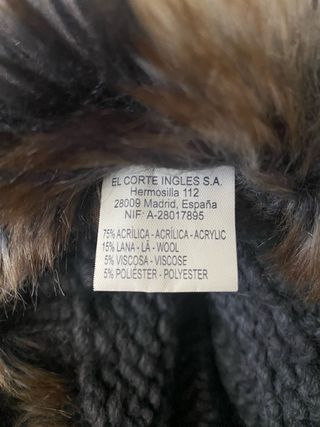 EL CORTE INGLES S.A.
Hermosilla 112
28009 Madrid, España
NIF: A-28017895
75% ACRÍLICA - ACRÍLICA - ACRYLIC
15% LANA - LÃ - WOOL
5% VISCOSA - VISCOSE
5% POLIÉSTER - POLYESTER